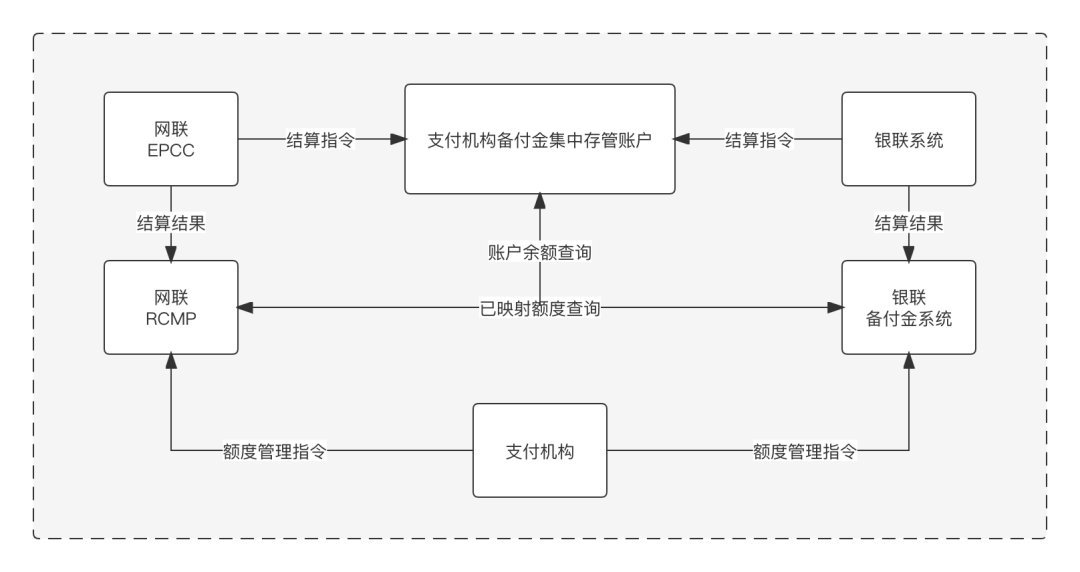 网联
EPCC
结算指令
支付机构备付金集中存管账户
结算指令
银联系统
结算结果
结算结果
账户余额查询
网联
RCMP
已映射额度查询
银联
备付金系统
额度管理指令
支付机构
额度管理指令